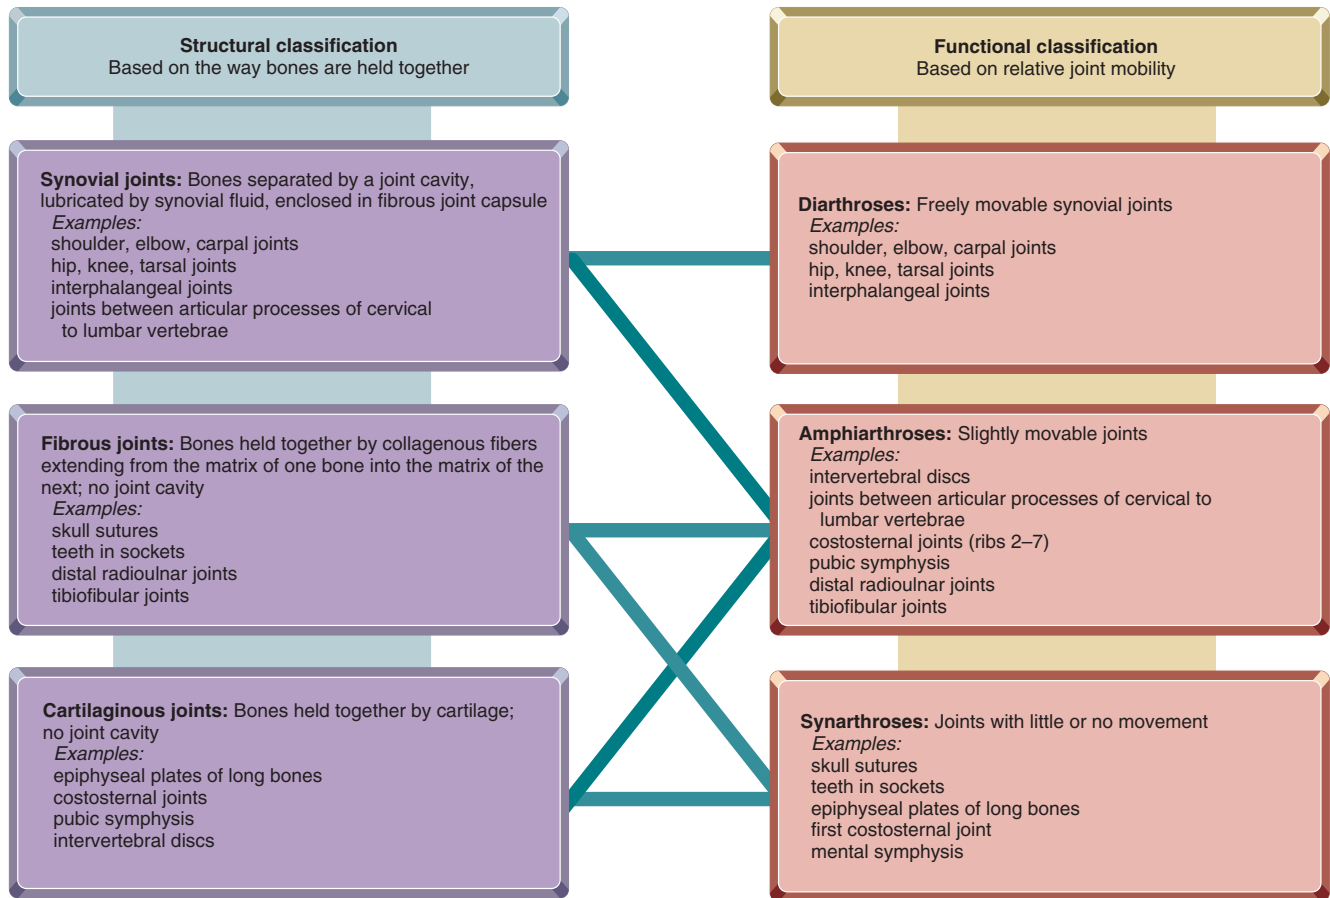 Structural classification
Based on the way bones are held together
Synovial joints: Bones separated by a joint cavity,
lubricated by synovial fluid, enclosed in fibrous joint capsule
Examples:
shoulder, elbow, carpal joints
hip, knee, tarsal joints
interphalangeal joints
joints between articular processes of cervical
to lumbar vertebrae
Fibrous joints: Bones held together by collagenous fibers
extending from the matrix of one bone into the matrix of the
next; no joint cavity
Examples:
skull sutures
teeth in sockets
distal radioulnar joints
tibiofibular joints
Cartilaginous joints: Bones held together by cartilage;
no joint cavity
Examples:
epiphyseal plates of long bones
costosternal joints
pubic symphysis
intervertebral discs
Functional classification
Based on relative joint mobility
Diarthroses: Freely movable synovial joints
Examples:
shoulder, elbow, carpal joints
hip, knee, tarsal joints
interphalangeal joints
Amphiarthroses: Slightly movable joints
Examples:
intervertebral discs
joints between articular processes of cervical to
lumbar vertebrae
costosternal joints (ribs 2–7)
pubic symphysis
distal radioulnar joints
tibiofibular joints
Synarthroses: Joints with little or no movement
Examples:
skull sutures
teeth in sockets
epiphyseal plates of long bones
first costosternal joint
mental symphysis